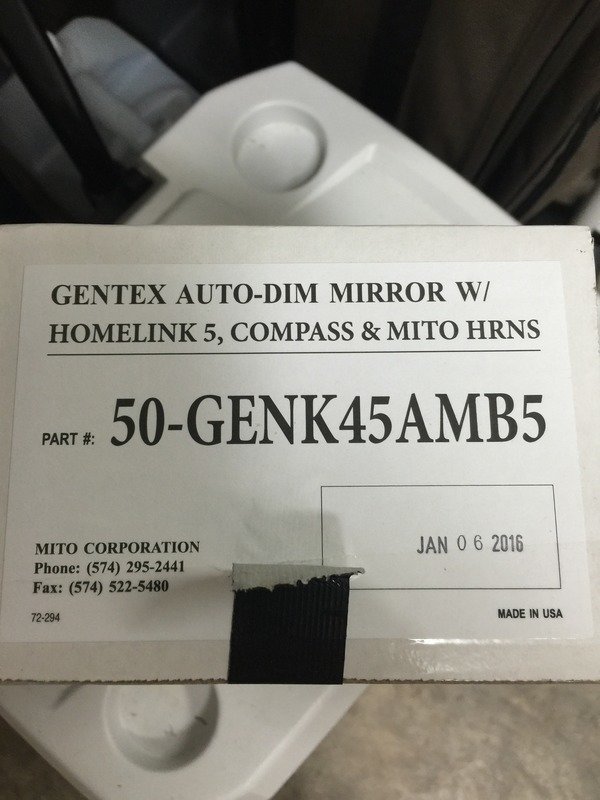 GENTEX AUTO-DIM MIRROR W/
HOMELINK 5, COMPASS & MITO HRNS
PART #: 50-GENK45AMB5
JAN 06 2016
MITO CORPORATION
Phone: (574) 295-2441
Fax: (574) 522-5480
72-294
MADE IN USA